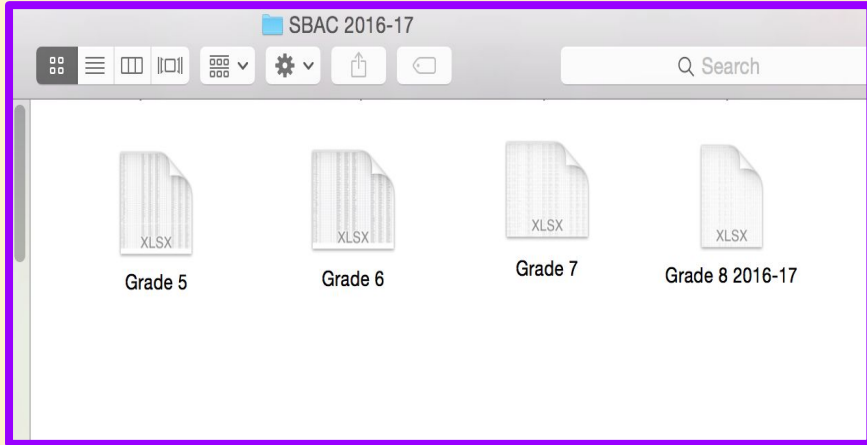 SBAC 2016-17
Search
XLSX
XLSX
XLSX
XLSX
Grade 5
Grade 6
Grade 7
Grade 8 2016-17